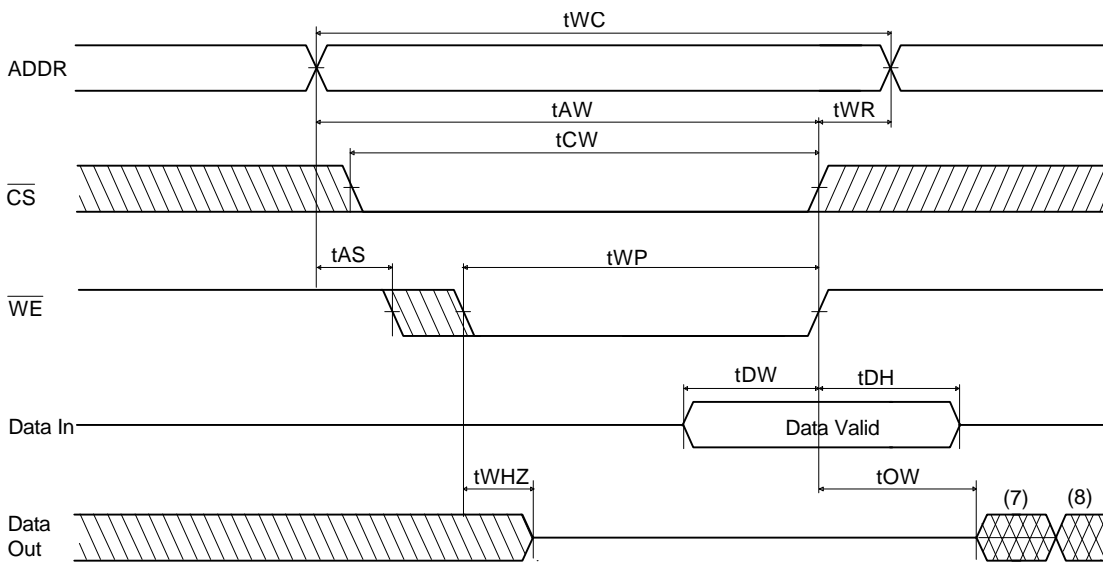 tWC
ADDR
tAW
tWR
tCW
CS
tAS
tWP
WE
tDW
tDH
Data In
Data Valid
tWHZ
tOW
(7)
(8)
Data
Out